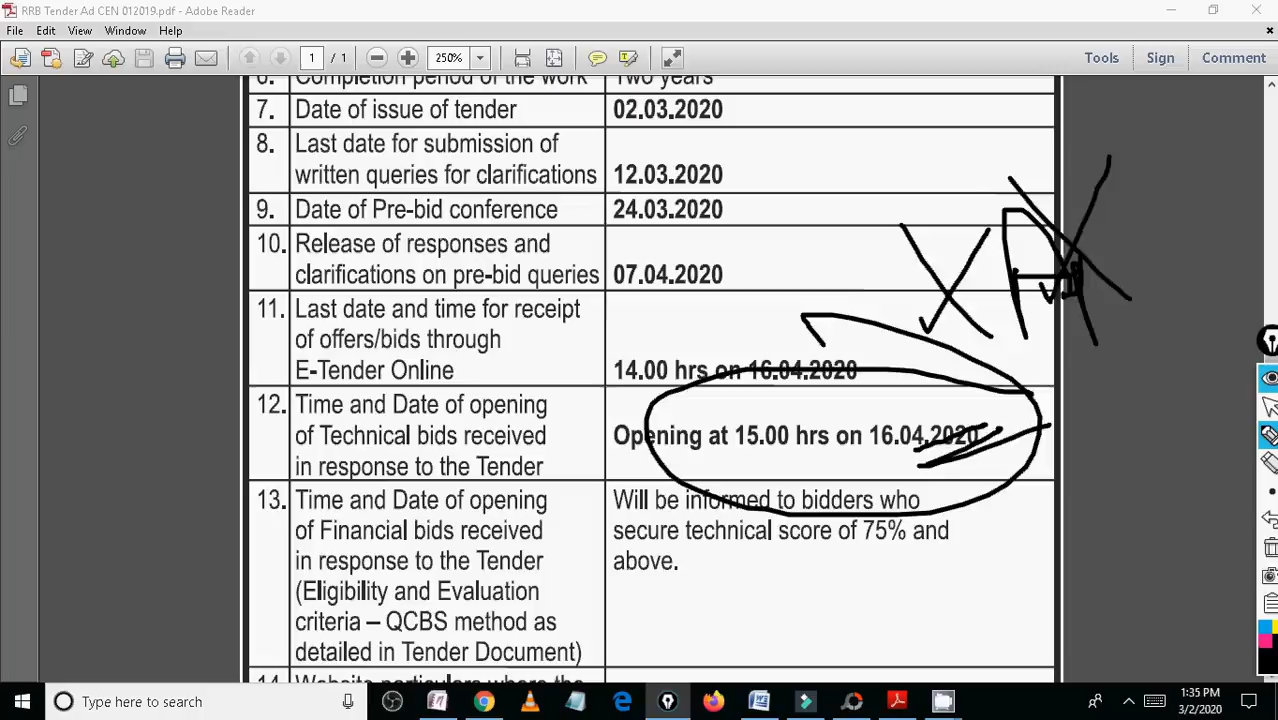 RRB Tender Ad CEN 012019.pdf - Adobe Reader
File Edit View Window Help
1 / 1 250% Tools Sign Comment
6. Completion period of the work Two years
7. Date of issue of tender 02.03.2020
8. Last date for submission of
written queries for clarifications 12.03.2020
9. Date of Pre-bid conference 24.03.2020
10. Release of responses and
clarifications on pre-bid queries 07.04.2020
11. Last date and time for receipt
of offers/bids through
E-Tender Online 14.00 hrs on 16.04.2020
12. Time and Date of opening
of Technical bids received Opening at 15.00 hrs on 16.04.2020
in response to the Tender
13. Time and Date of opening Will be informed to bidders who
of Financial bids received secure technical score of 75% and
in response to the Tender above.
(Eligibility and Evaluation
criteria – QCBS method as
detailed in Tender Document)
14. Website particulars where the
Type here to search
1:35 PM
3/2/2020